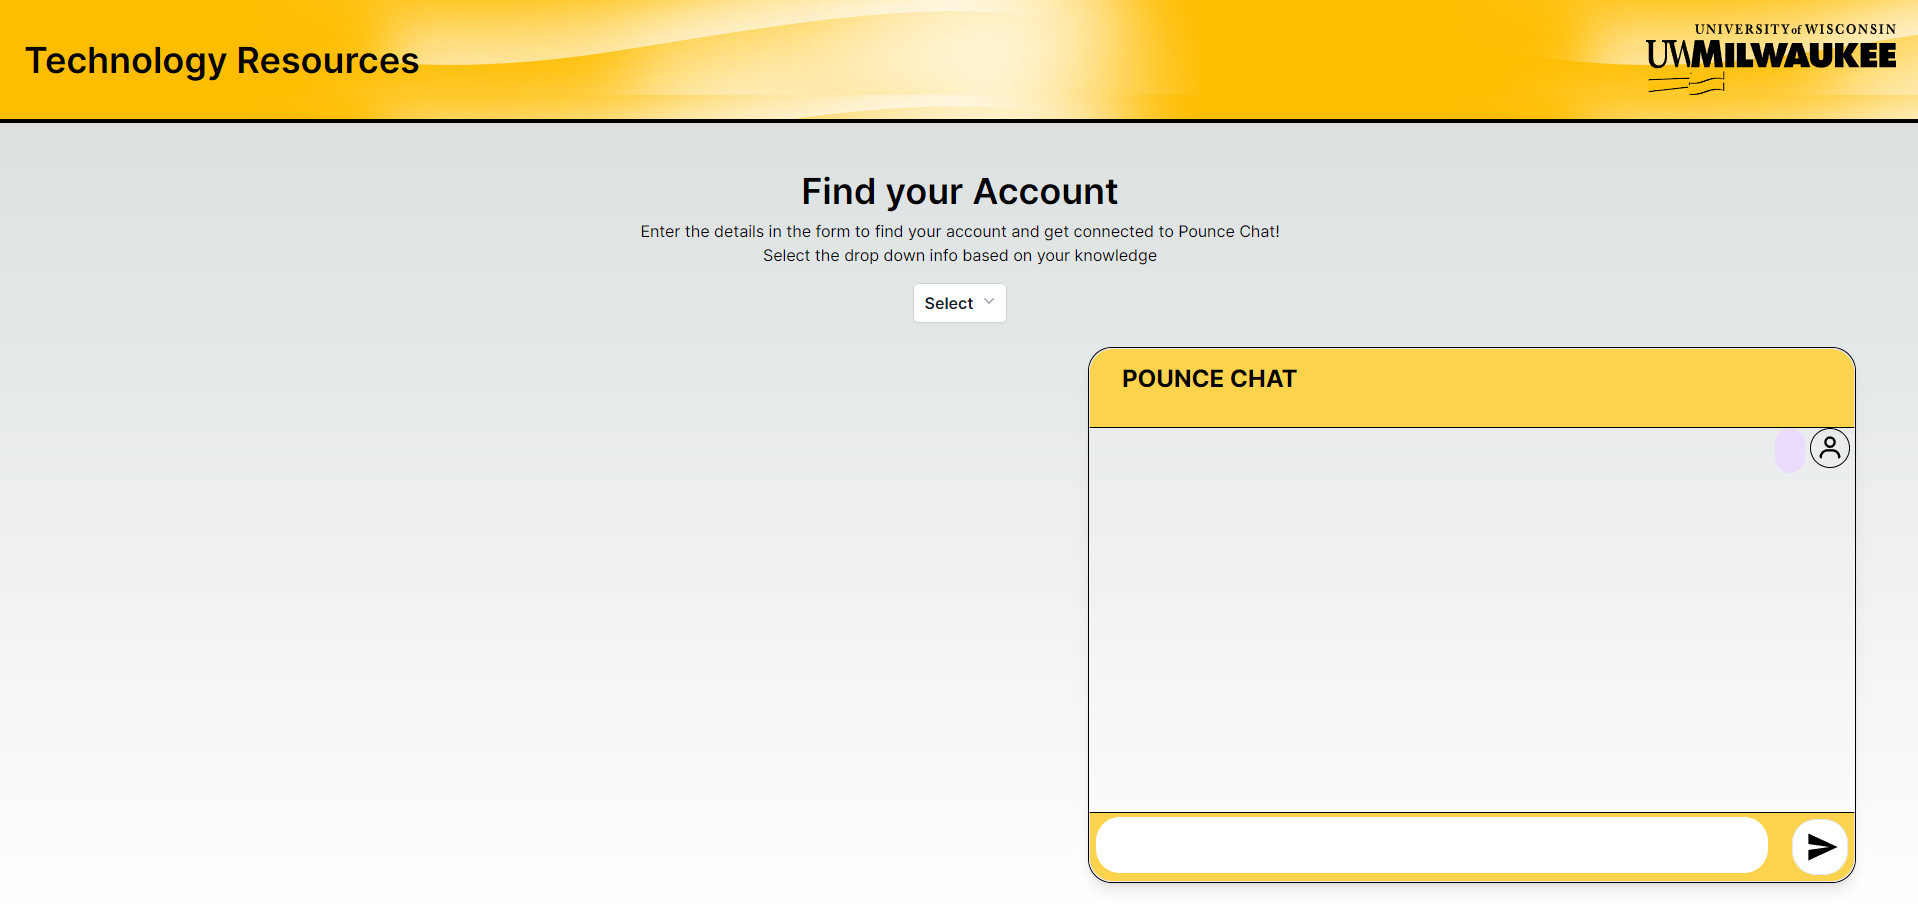 Technology Resources
UNIVERSITY of WISCONSIN
UWMILWAUKEE
Find your Account
Enter the details in the form to find your account and get connected to Pounce Chat!
Select the drop down info based on your knowledge
Select
POUNCE CHAT